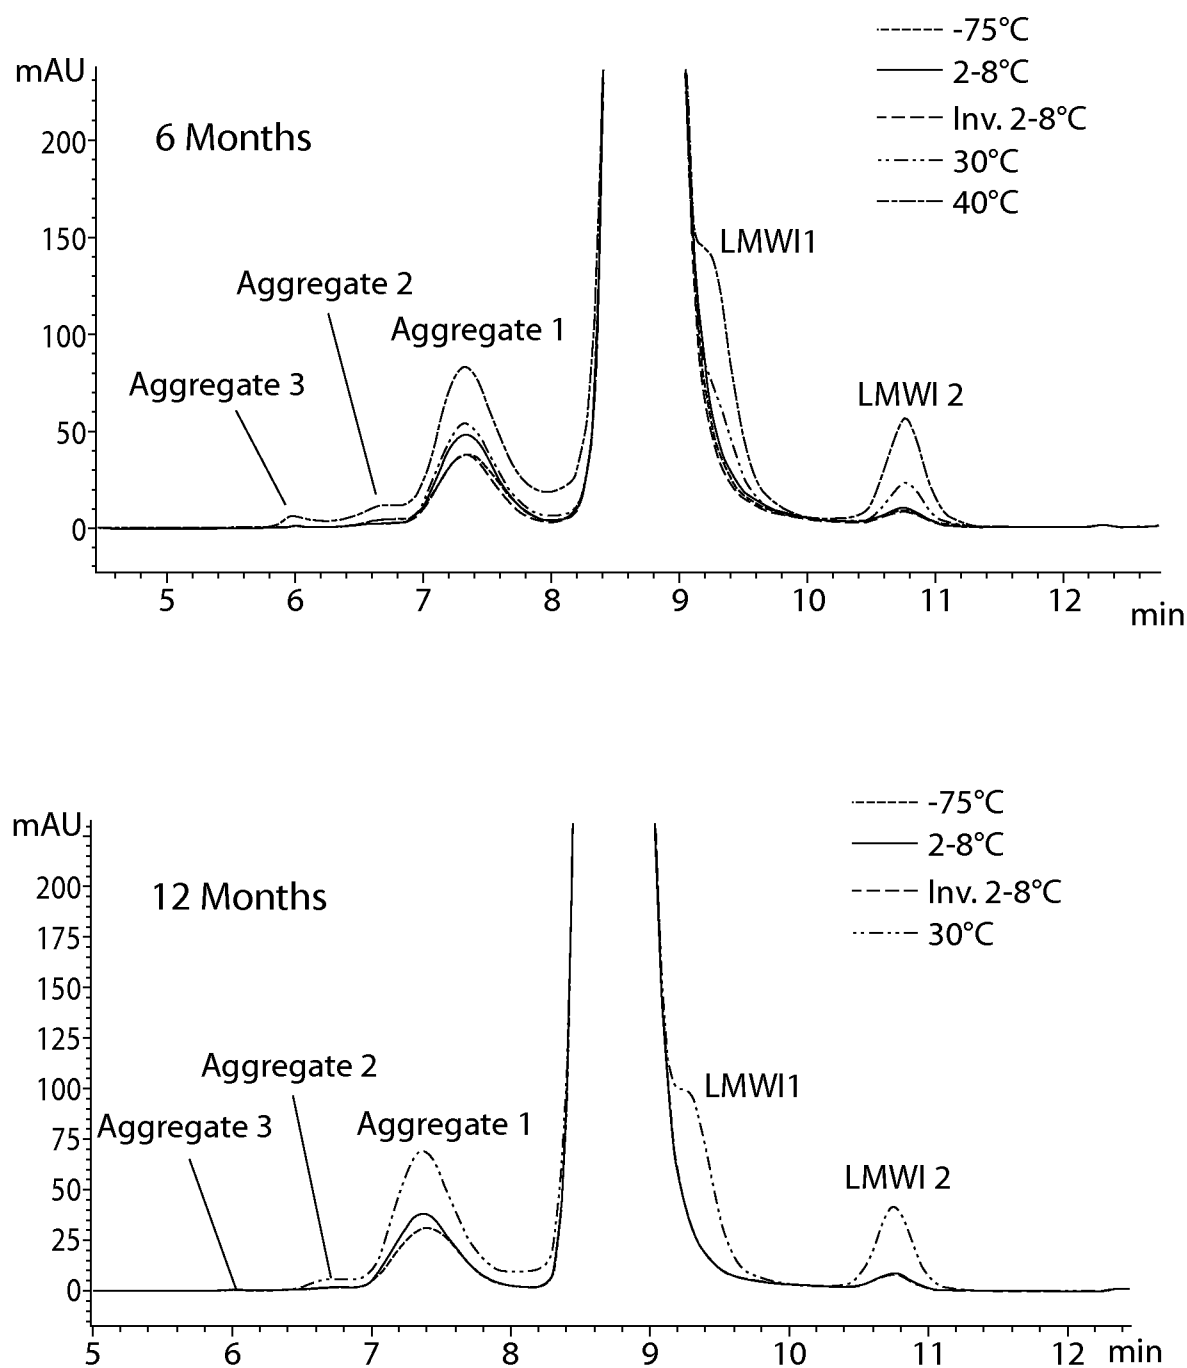 -75°C
mAU
2-8°C
6 Months
Inv. 2-8°C
200
30°C
40°C
150
LMWI1
Aggregate 2
100
Aggregate 1
Aggregate 3
LMWI 2
50
0
5 6 7 8 9 10 11 12
min
-75°C
mAU
2-8°C
12 Months
Inv. 2-8°C
200
30°C
175
150
125
Aggregate 2
100
LMWI1
Aggregate 3
Aggregate 1
75
LMWI 2
50
25
0
5 6 7 8 9 10 11 12 min